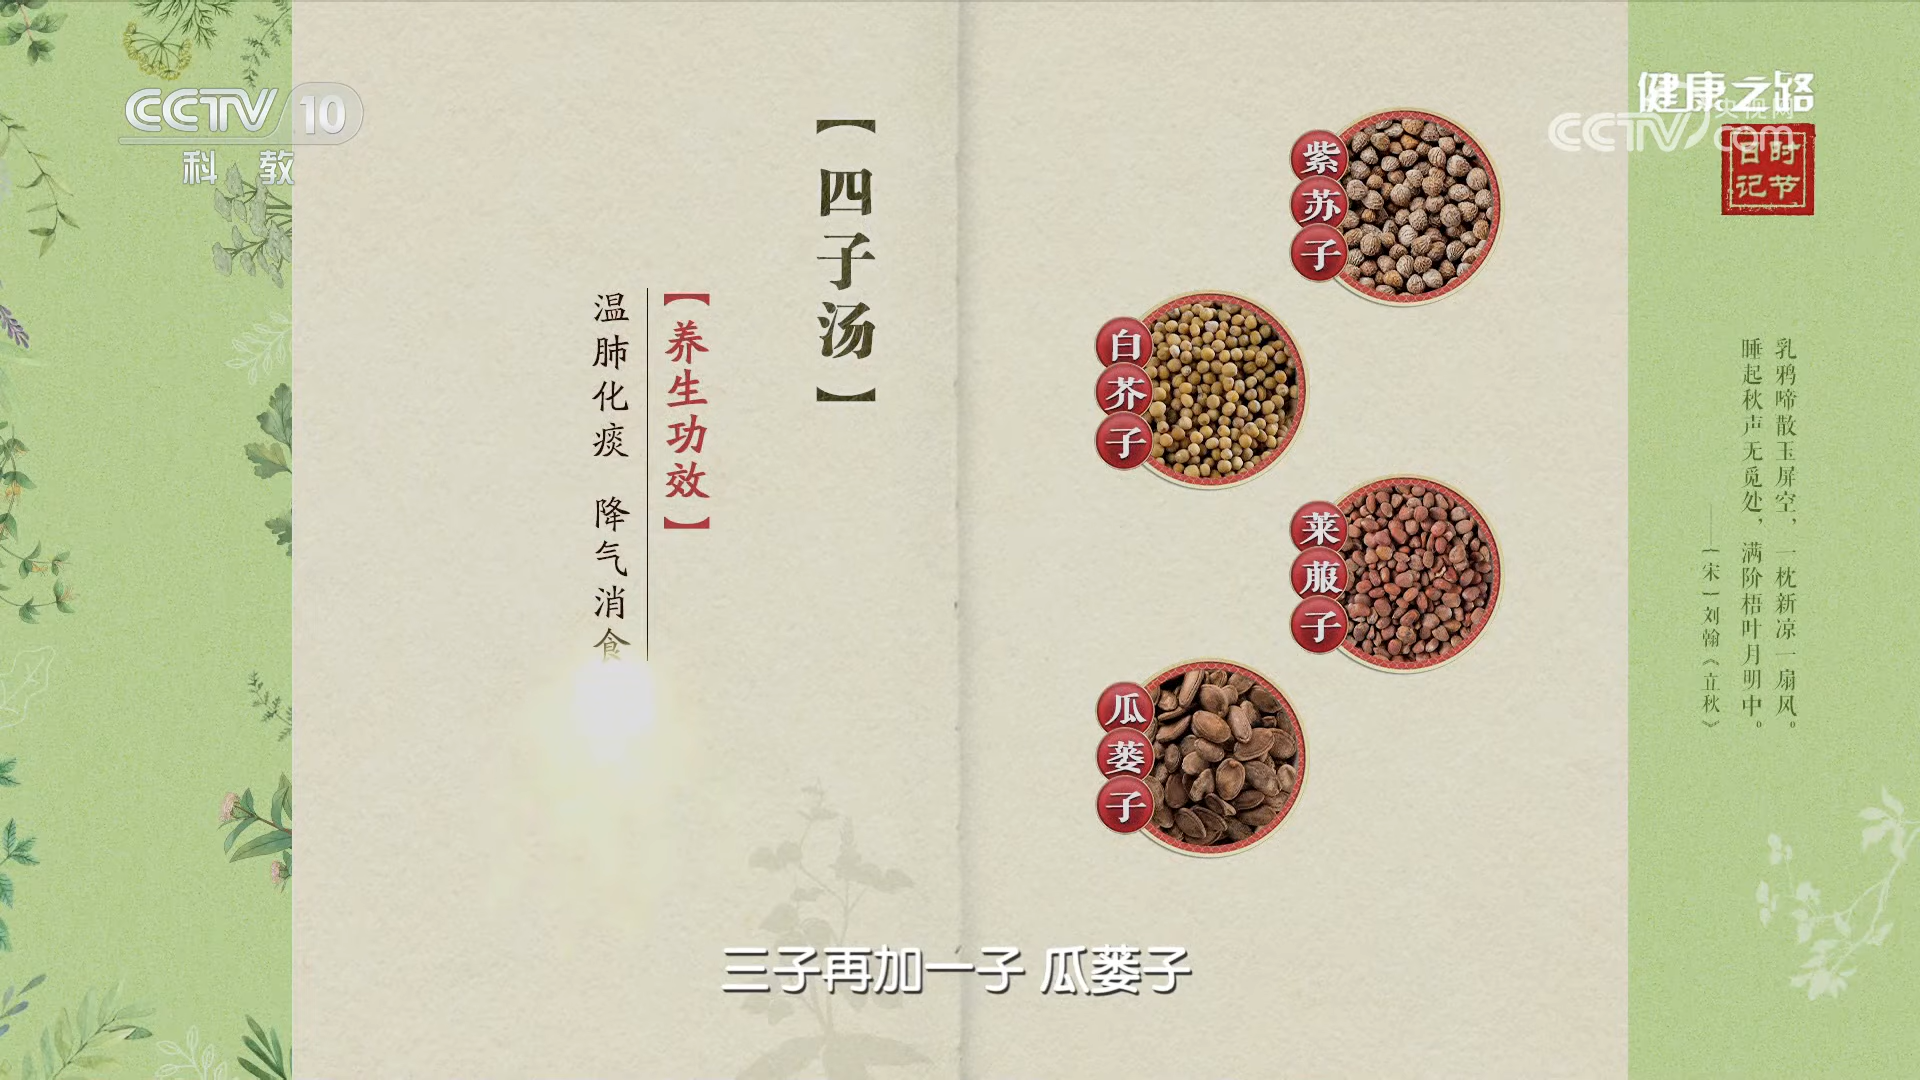 CCTV 10
科教
健康之路
央视网
CCTV.com
时节
日记
【四子汤】
【养生功效】
温肺化痰 降气消食
紫苏子
白芥子
莱菔子
瓜蒌子
乳鸦啼散玉屏空，一枕新凉一扇风。
睡起秋声无觅处，满阶梧叶月明中。
——（宋）刘翰《立秋》
三子再加一子 瓜蒌子